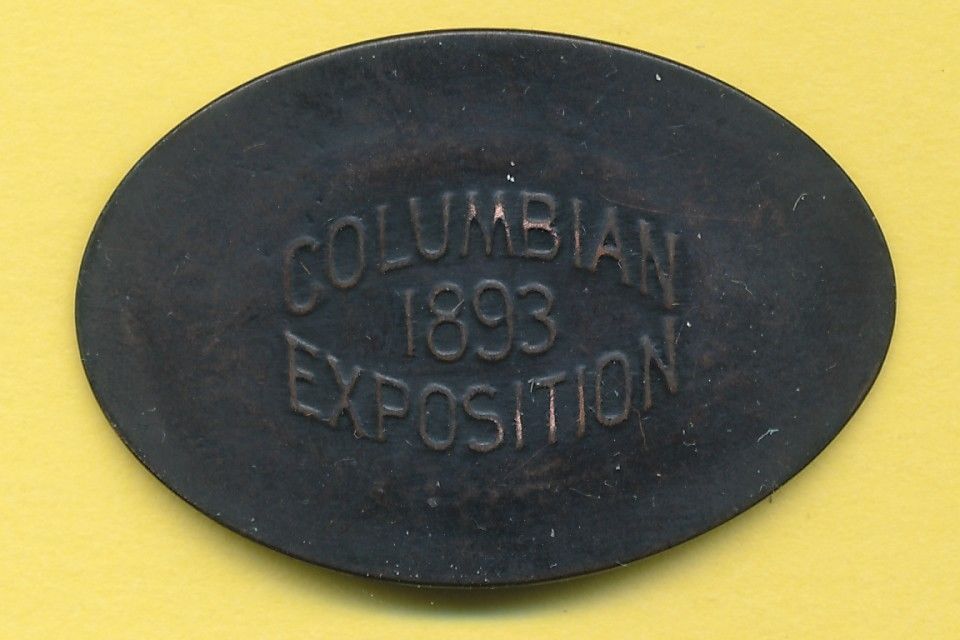 COLUMBIAN
1893
EXPOSITION